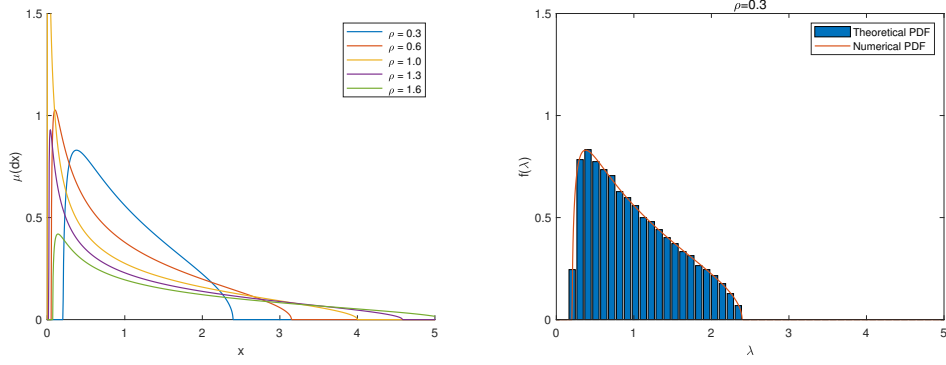 1.5
1
0.5
0
0 1 2 3 4 5
μ(dx)
x
ρ = 0.3
ρ = 0.6
ρ = 1.0
ρ = 1.3
ρ = 1.6
ρ=0.3
1.5
1
0.5
0
0 1 2 3 4 5
f(λ)
λ
Theoretical PDF
Numerical PDF